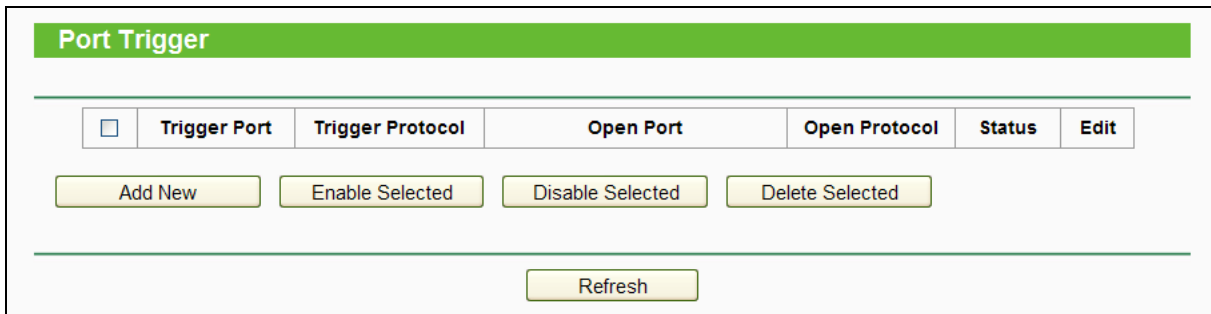 Port Trigger
Trigger Port Trigger Protocol Open Port Open Protocol Status Edit
Add New Enable Selected Disable Selected Delete Selected
Refresh